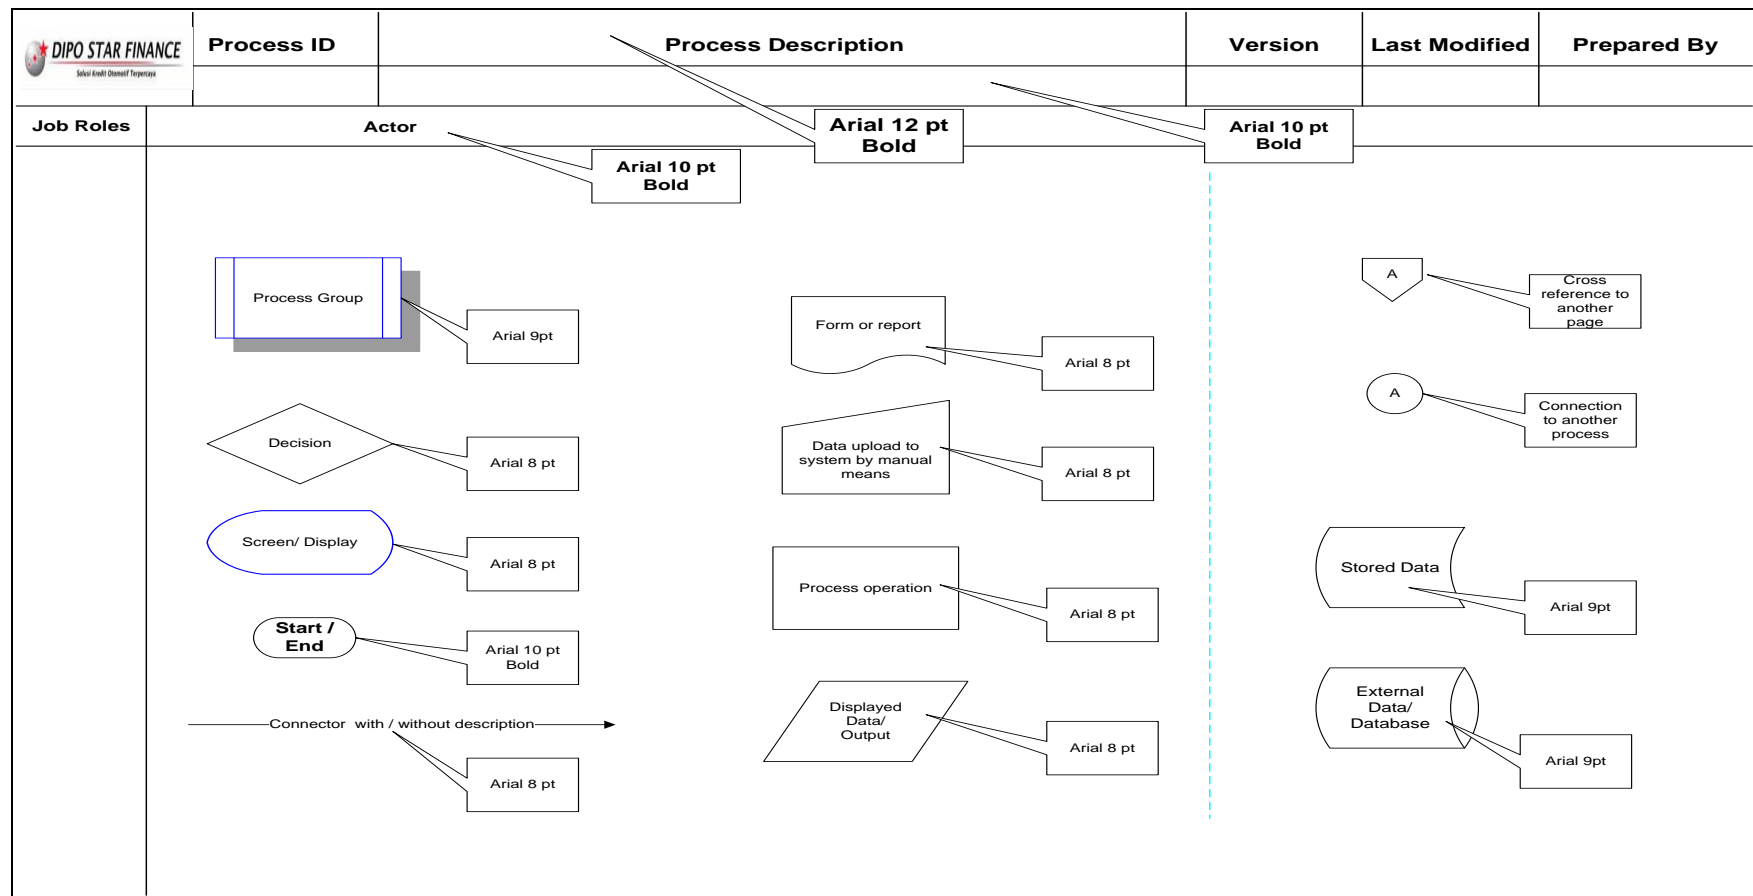 DIPO STAR FINANCE
Solusi Kredit Otomotif Terpercaya
Process ID
Process Description
Version
Last Modified
Prepared By
Job Roles
Actor
Arial 12 pt
Bold
Arial 10 pt
Bold
Arial 10 pt
Bold
Process Group
Arial 9pt
Form or report
Arial 8 pt
A
Cross
reference to
another
page
Decision
Arial 8 pt
Data upload to
system by manual
means
Arial 8 pt
A
Connection
to another
process
Screen/ Display
Arial 8 pt
Process operation
Arial 8 pt
Stored Data
Arial 9pt
Start /
End
Arial 10 pt
Bold
Displayed
Data/
Output
Arial 8 pt
External
Data/
Database
Arial 9pt
Connector  with / without description
Arial 8 pt